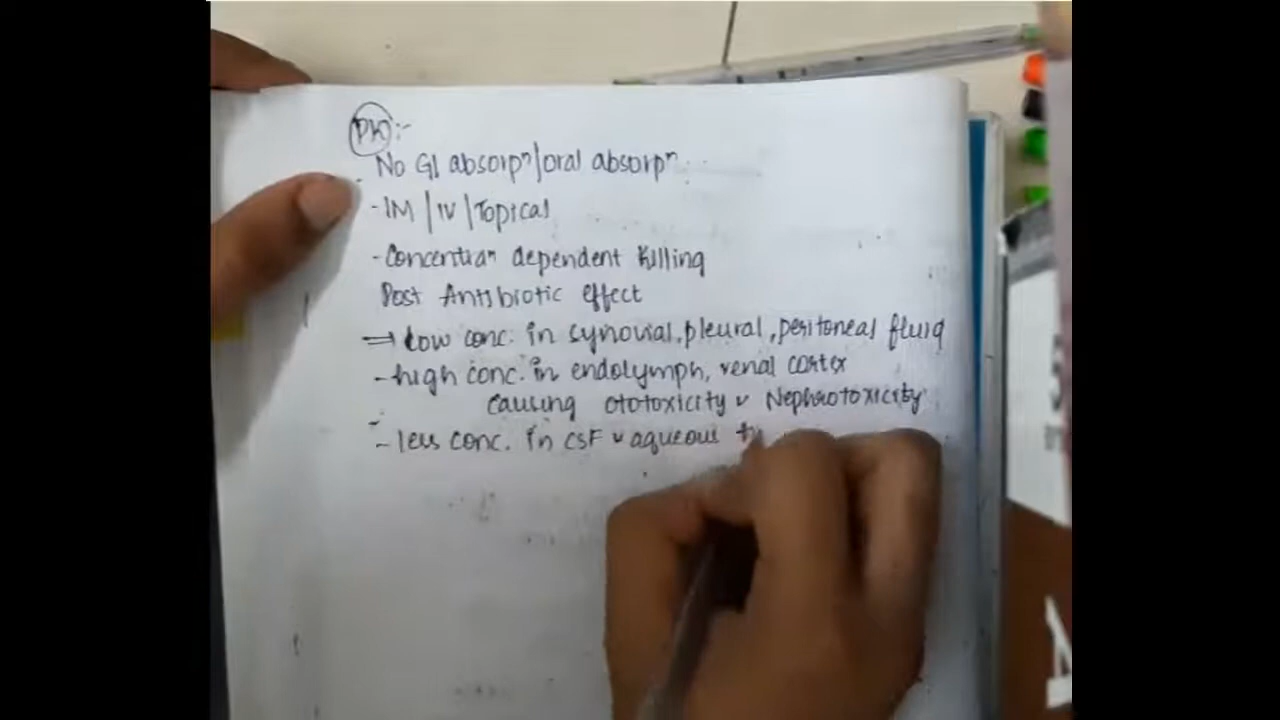 PK :-
No GI absorpⁿ/oral absorpⁿ.
- IM / IV / Topical
- Concentraⁿ dependent killing
Post Antibiotic effect
⇒ Low conc. in synovial, pleural, peritoneal fluid
- high conc. in endolymph, renal cortex
causing ototoxicity & Nephrotoxicity
- less conc. in CSF & aqueous